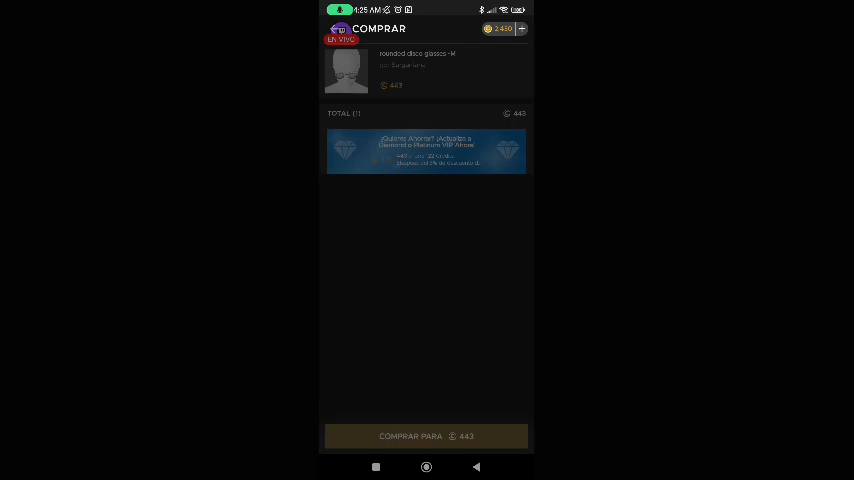 4:25 AM
COMPRAR
2,480
EN VIVO
rounded disco glasses -M
443
TOTAL (1)
443
¿Quieres Ahorrar? ¡Actualiza a
Diamond o Platinum VIP Ahora!
COMPRAR PARA 443